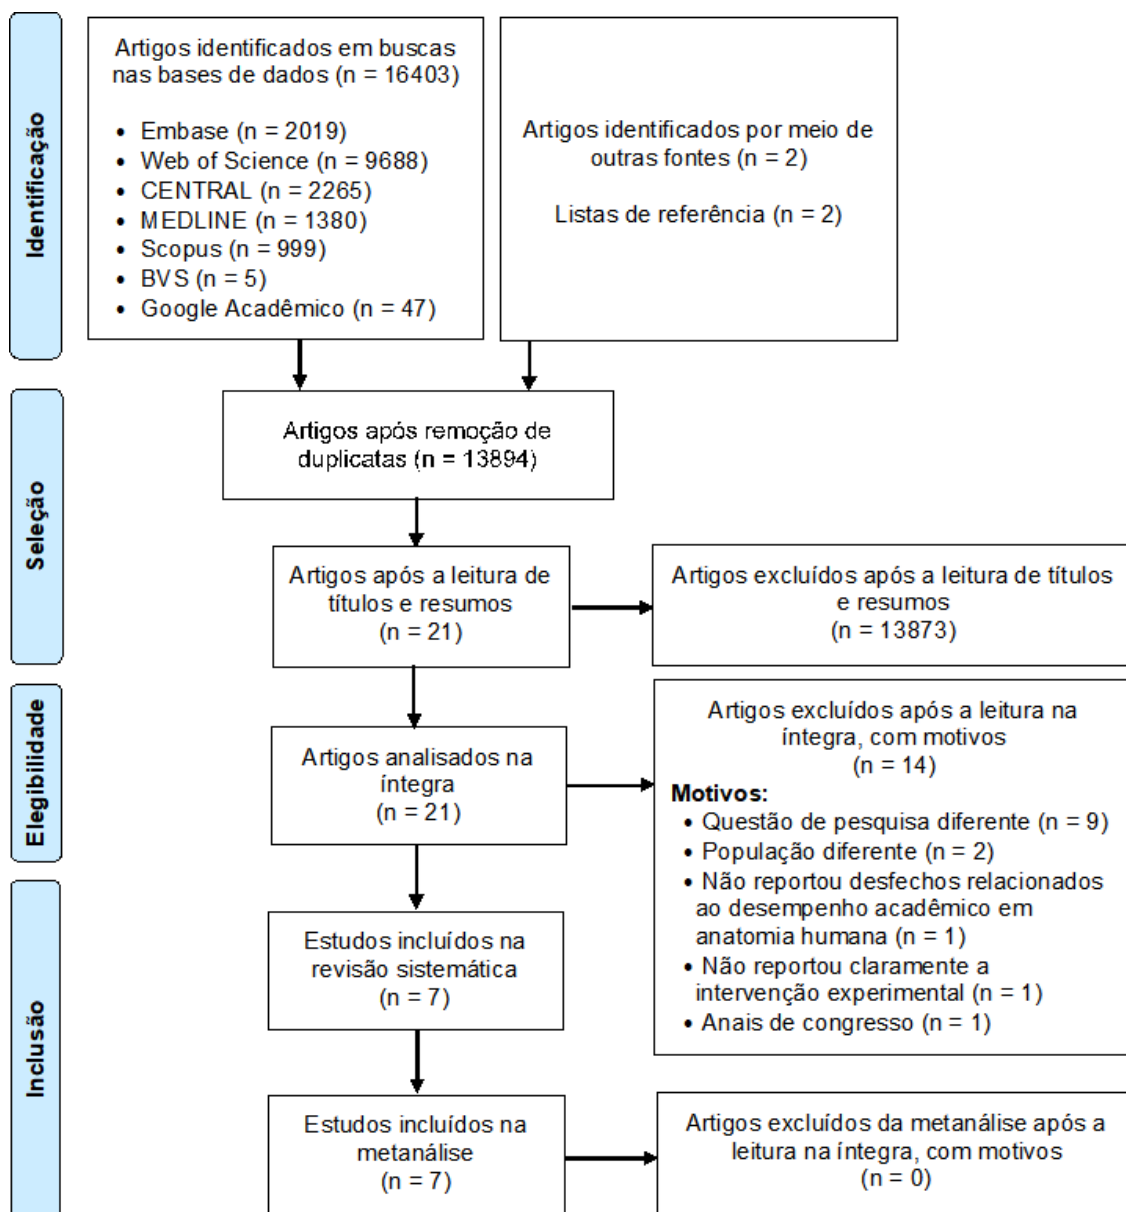 Identificação
Artigos identificados em buscas
nas bases de dados (n = 16403)
• Embase (n = 2019)
• Web of Science (n = 9688)
• CENTRAL (n = 2265)
• MEDLINE (n = 1380)
• Scopus (n = 999)
• BVS (n = 5)
• Google Acadêmico (n = 47)
Artigos identificados por meio de
outras fontes (n = 2)
Listas de referência (n = 2)
Seleção
Artigos após remoção de
duplicatas (n = 13894)
Artigos após a leitura de
títulos e resumos
(n = 21)
Artigos excluídos após a leitura de títulos
e resumos
(n = 13873)
Elegibilidade
Artigos analisados na
íntegra
(n = 21)
Artigos excluídos após a leitura na
íntegra, com motivos
(n = 14)
Motivos:
• Questão de pesquisa diferente (n = 9)
• População diferente (n = 2)
• Não reportou desfechos relacionados
ao desempenho acadêmico em
anatomia humana (n = 1)
• Não reportou claramente a
intervenção experimental (n = 1)
• Anais de congresso (n = 1)
Inclusão
Estudos incluídos na
revisão sistemática
(n = 7)
Estudos incluídos na
metanálise
(n = 7)
Artigos excluídos da metanálise após a
leitura na íntegra, com motivos
(n = 0)